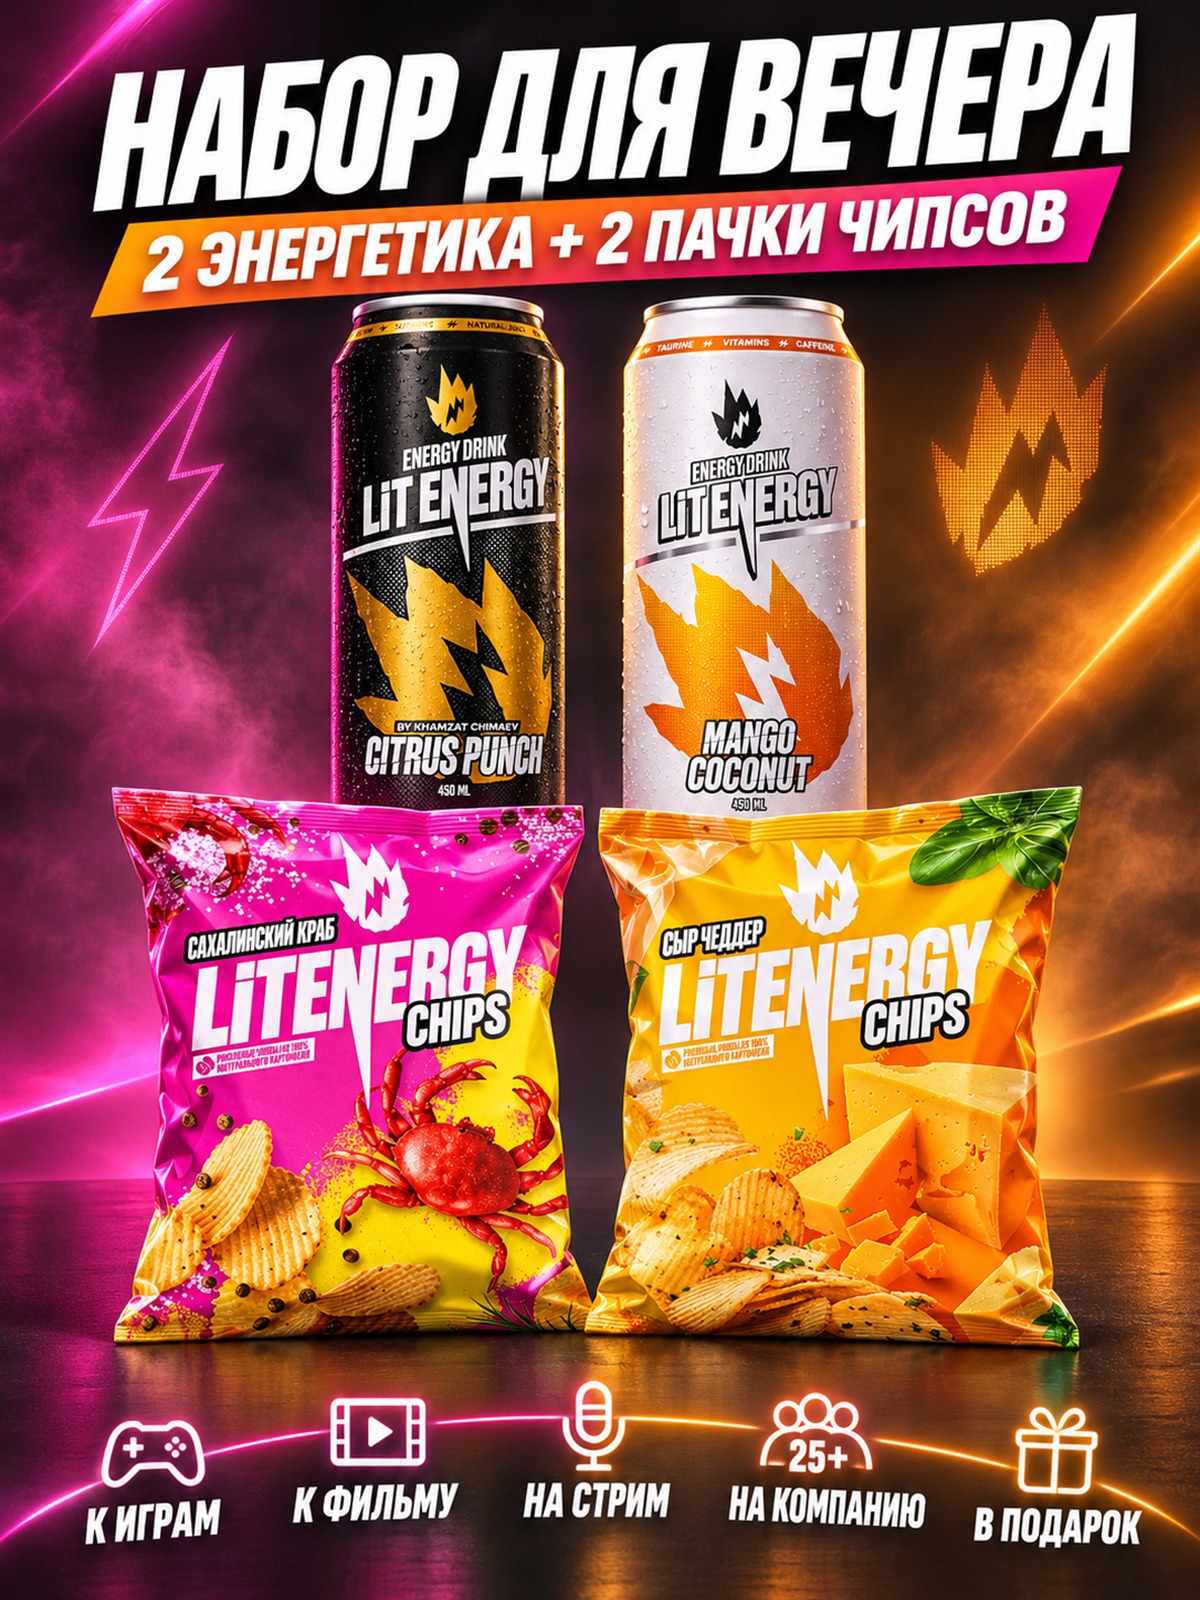 НАБОР ДЛЯ ВЕЧЕРА
2 ЭНЕРГЕТИКА + 2 ПАЧКИ ЧИПСОВ
NATURAL JUICE
TAURINE VITAMINS CAFFEINE
ENERGY DRINK
LIT ENERGY
BY KHAMZAT CHIMAEV
CITRUS PUNCH
450 ML
ENERGY DRINK
LIT ENERGY
MANGO
COCONUT
450 ML
САХАЛИНСКИЙ КРАБ
LITENERGY
CHIPS
НАТУРАЛЬНОГО КАРТОФЕЛЯ
СЫР ЧЕДДЕР
LITENERGY
CHIPS
25+
К ИГРАМ
К ФИЛЬМУ
НА СТРИМ
НА КОМПАНИЮ
В ПОДАРОК